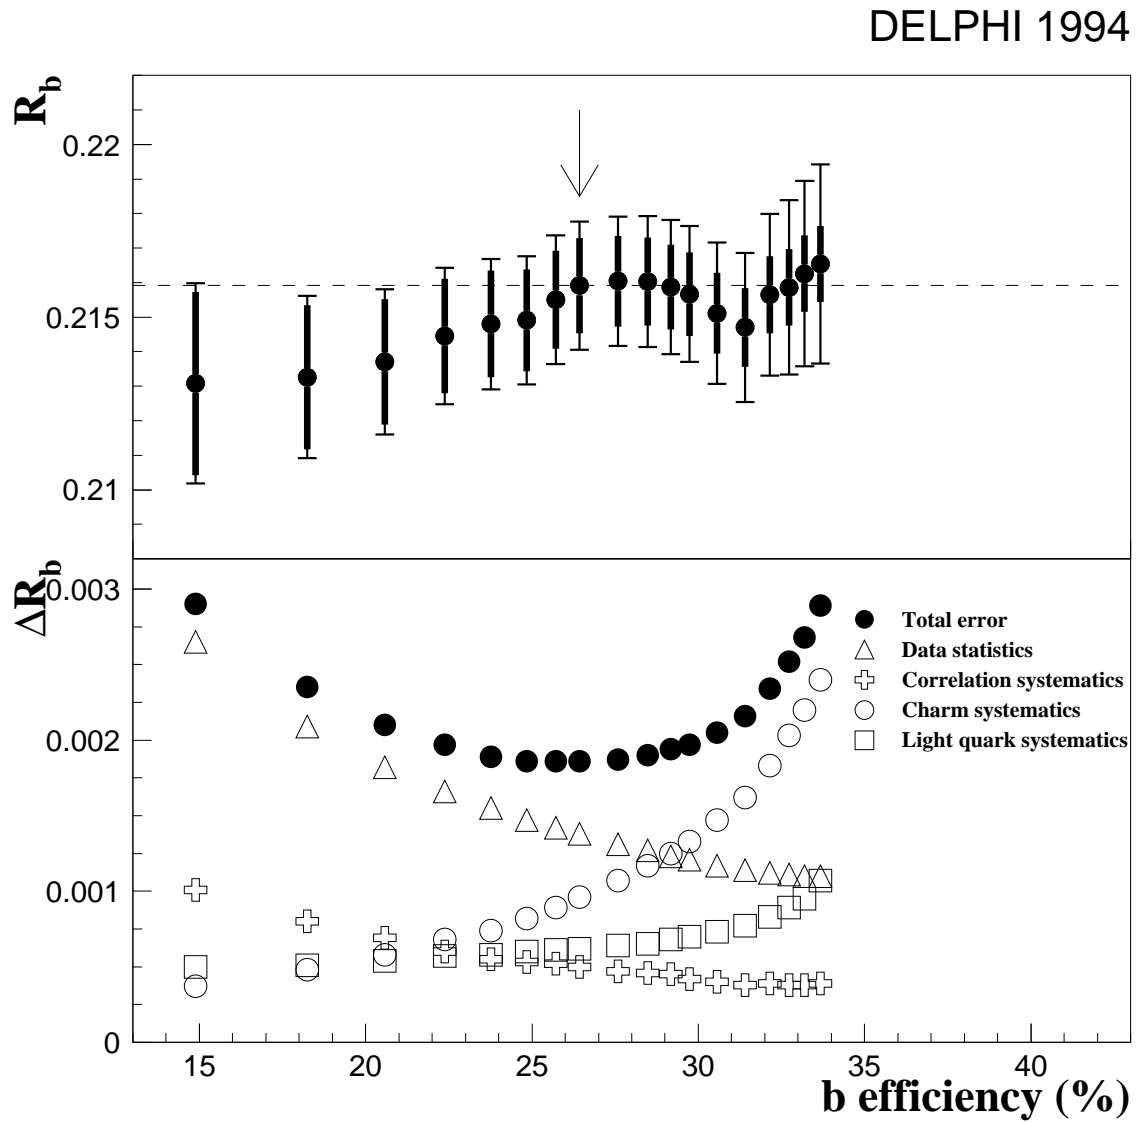 DELPHI 1994
R_b
0.22
0.215
0.21
ΔR_b
0.003
0.002
0.001
0
Total error
Data statistics
Correlation systematics
Charm systematics
Light quark systematics
15 20 25 30 35 40
b efficiency (%)